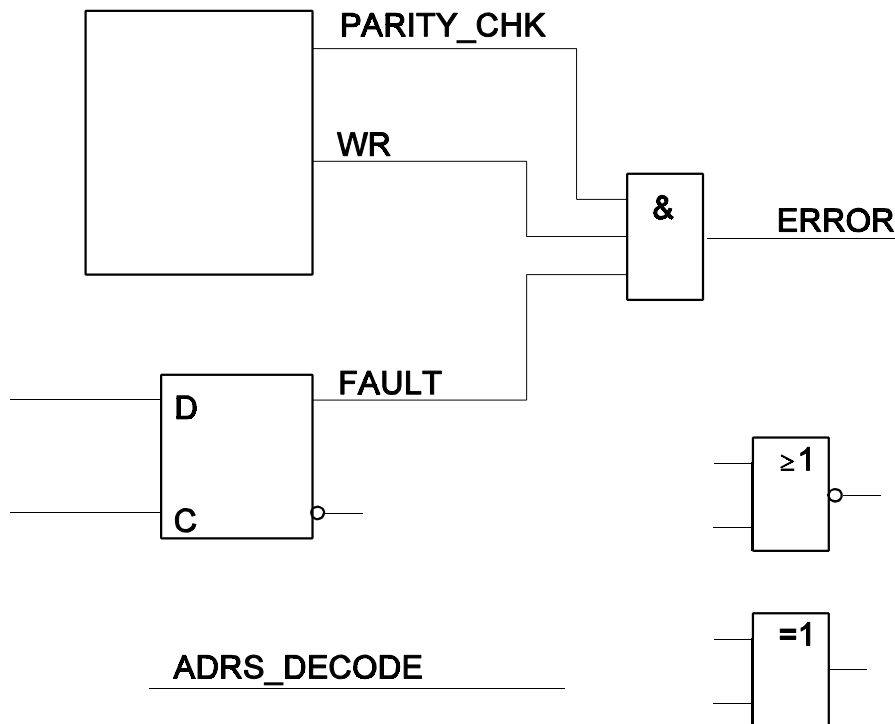 PARITY_CHK
WR
&
ERROR
FAULT
D
≥1
C
=1
ADRS_DECODE